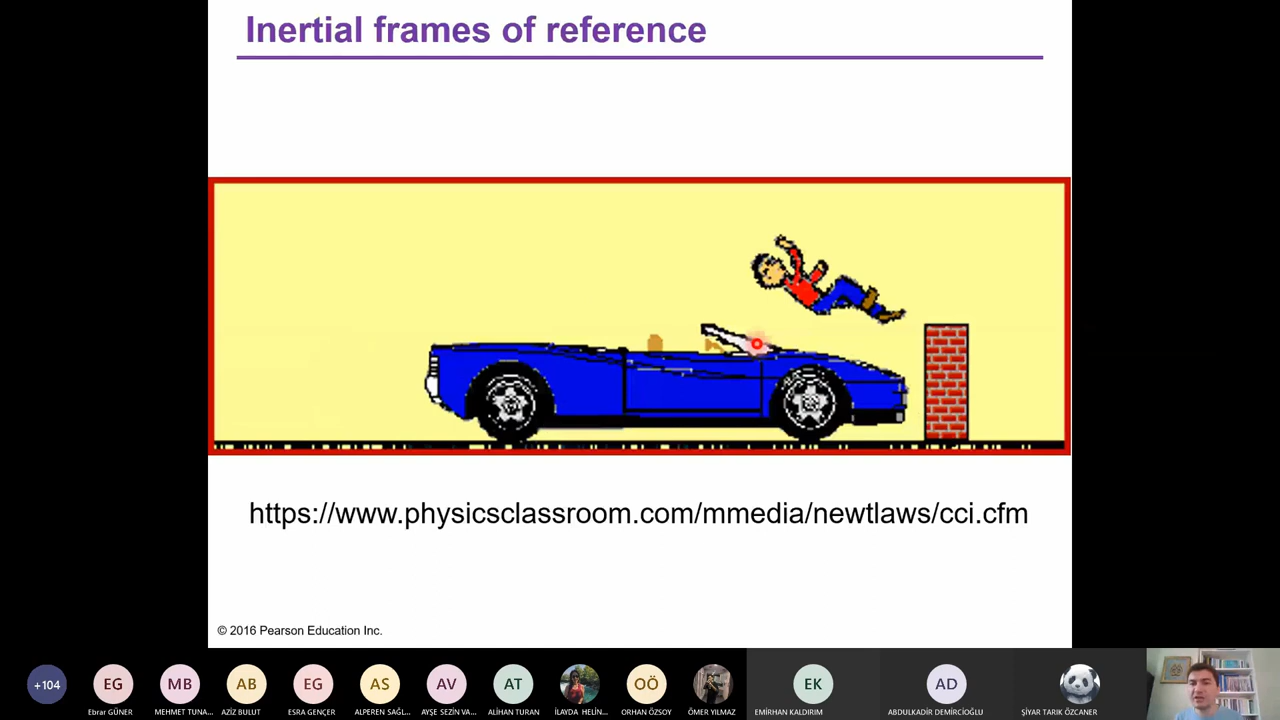 Inertial frames of reference
https://www.physicsclassroom.com/mmedia/newtlaws/cci.cfm
© 2016 Pearson Education Inc.
+104 EG MB AB EG AS AV AT OÖ EK AD
Ebrar GÜNER MEHMET TUNA... AZİZ BULUT ESRA GENÇER ALPEREN SAĞL... AYŞE SEZİN VA... ALİHAN TURAN İLAYDA HELİN... ORHAN ÖZSOY ÖMER YILMAZ EMİRHAN KALDIRIM ABDULKADİR DEMİRCİOĞLU ŞİYAR TARIK ÖZCANER